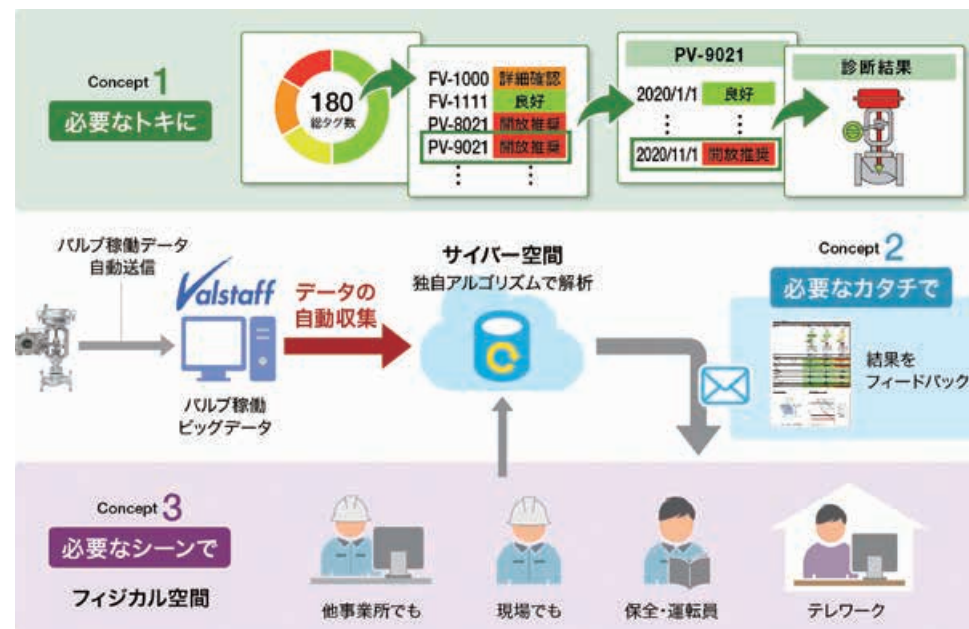 Concept 1
必要なトキに
180
総タグ数
FV-1000 詳細確認
FV-1111 良好
PV-8021 開放推奨
PV-9021 開放推奨
PV-9021
2020/1/1 良好
2020/11/1 開放推奨
診断結果
バルブ稼働データ
自動送信
Valstaff
データの
自動収集
バルブ稼働
ビッグデータ
サイバー空間
独自アルゴリズムで解析
Concept 2
必要なカタチで
結果を
フィードバック
Concept 3
必要なシーンで
フィジカル空間
他事業所でも
現場でも
保全・運転員
テレワーク